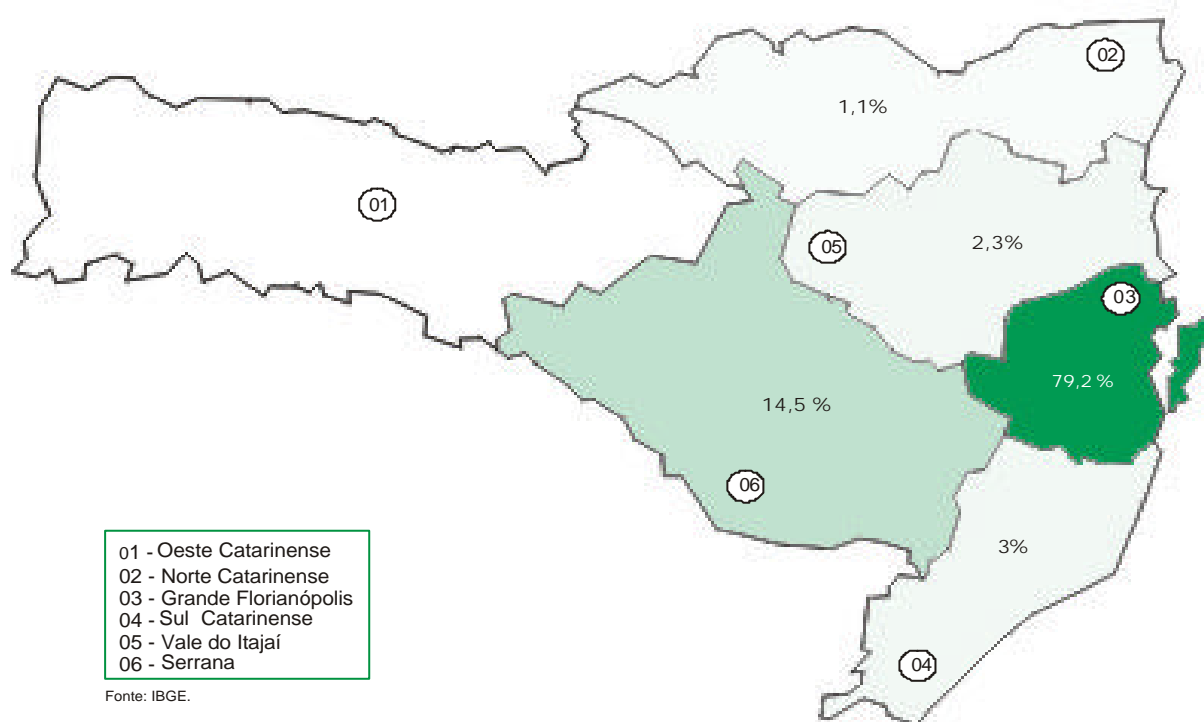 02
1,1%
01
05
2,3%
03
79,2 %
14,5 %
06
3%
04
01 - Oeste Catarinense
02 - Norte Catarinense
03 - Grande Florianópolis
04 - Sul Catarinense
05 - Vale do Itajaí
06 - Serrana
Fonte: IBGE.